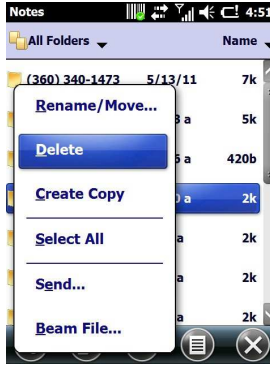 Notes 4:51
All Folders Name
(360) 340-1473 5/13/11 7k
Rename/Move...
a 5k
Delete
a 420b
Create Copy
a 2k
Select All
a 2k
Send...
a 2k
Beam File...
a 2k